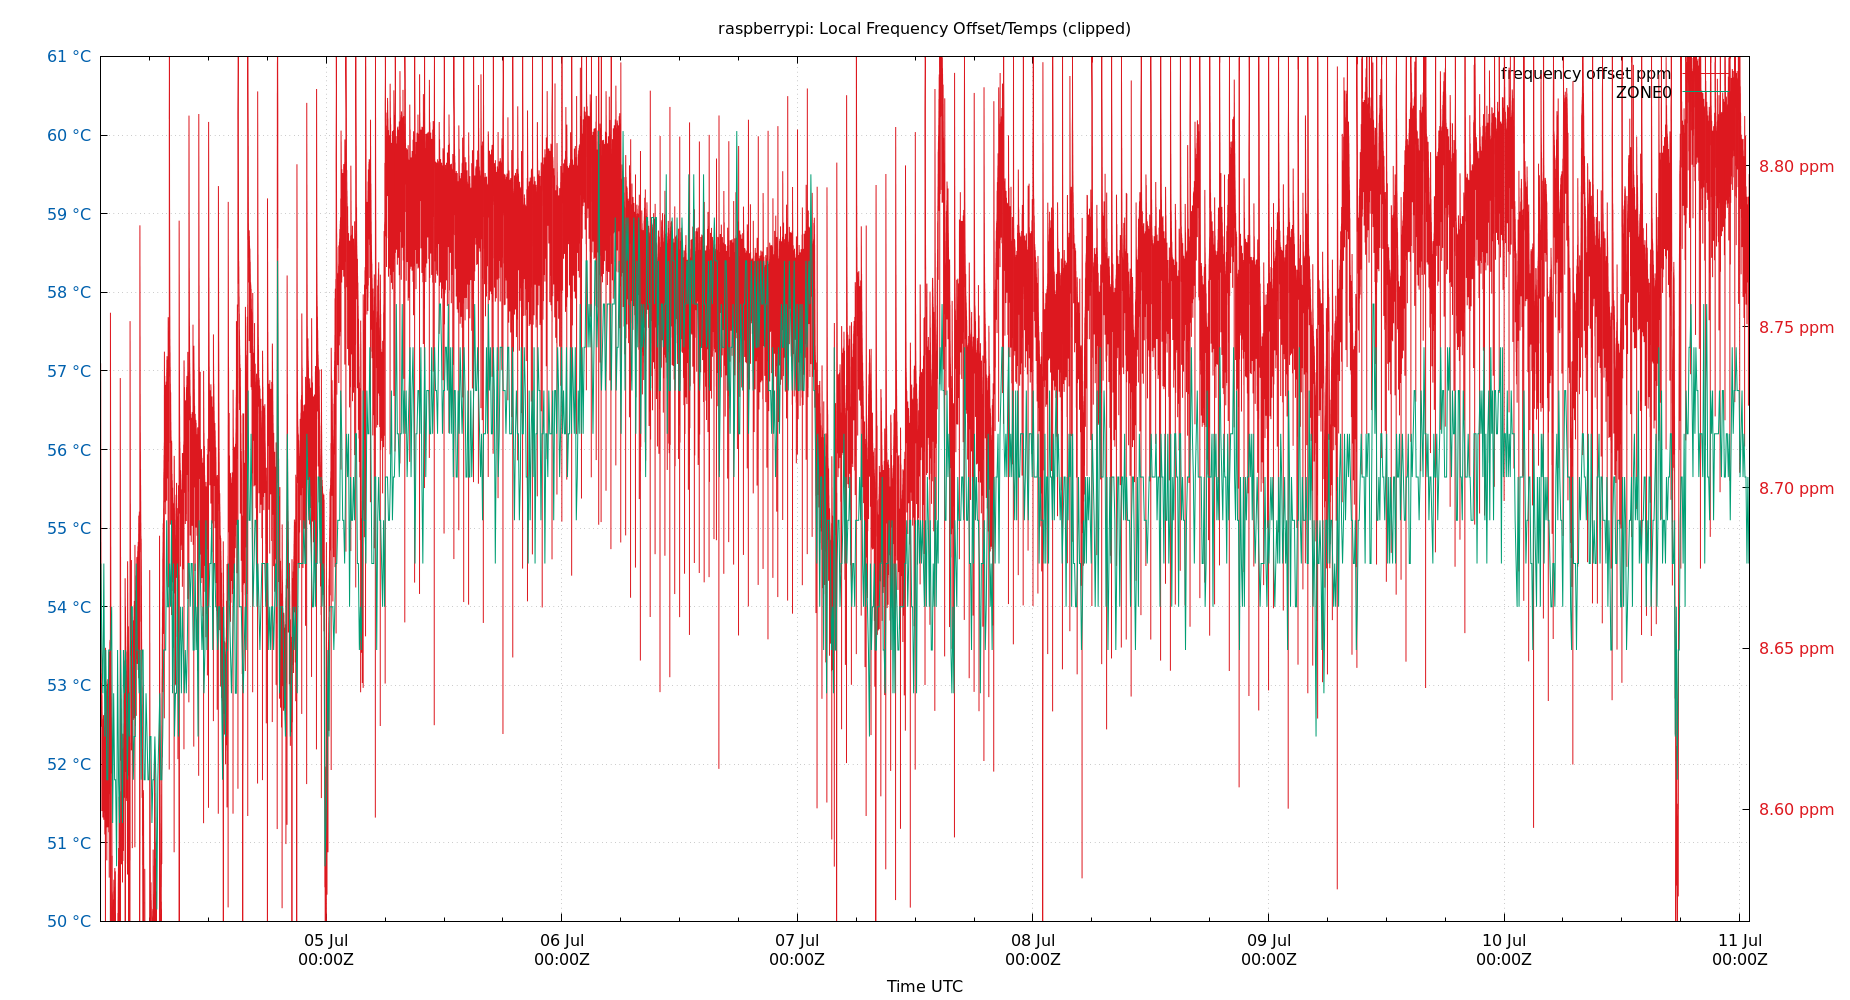 raspberrypi: Local Frequency Offset/Temps (clipped)
61 °C
60 °C
59 °C
58 °C
57 °C
56 °C
55 °C
54 °C
53 °C
52 °C
51 °C
50 °C
frequency offset ppm
ZONE0
8.80 ppm
8.75 ppm
8.70 ppm
8.65 ppm
8.60 ppm
05 Jul
00:00Z
06 Jul
00:00Z
07 Jul
00:00Z
08 Jul
00:00Z
09 Jul
00:00Z
10 Jul
00:00Z
11 Jul
00:00Z
Time UTC